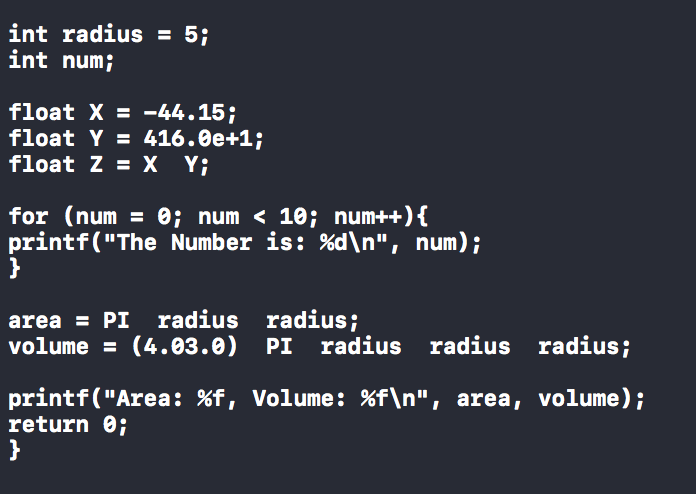 int radius = 5;
int num;
float X = -44.15;
float Y = 416.0e+1;
float Z = X  Y;
for (num = 0; num < 10; num++){
printf("The Number is: %d\n", num);
}
area = PI  radius  radius;
volume = (4.03.0)  PI  radius  radius  radius;
printf("Area: %f, Volume: %f\n", area, volume);
return 0;
}